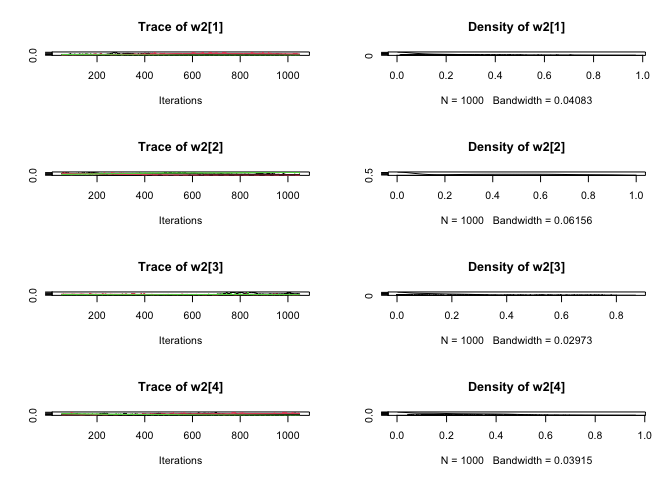 Trace of w2[1]
0.0
200 400 600 800 1000
Iterations
Density of w2[1]
0
0.0 0.2 0.4 0.6 0.8 1.0
N = 1000 Bandwidth = 0.04083
Trace of w2[2]
0.0
200 400 600 800 1000
Iterations
Density of w2[2]
0.5
0.0 0.2 0.4 0.6 0.8 1.0
N = 1000 Bandwidth = 0.06156
Trace of w2[3]
0.0
200 400 600 800 1000
Iterations
Density of w2[3]
0
0.0 0.2 0.4 0.6 0.8
N = 1000 Bandwidth = 0.02973
Trace of w2[4]
0.0
200 400 600 800 1000
Iterations
Density of w2[4]
0.0
0.0 0.2 0.4 0.6 0.8 1.0
N = 1000 Bandwidth = 0.03915